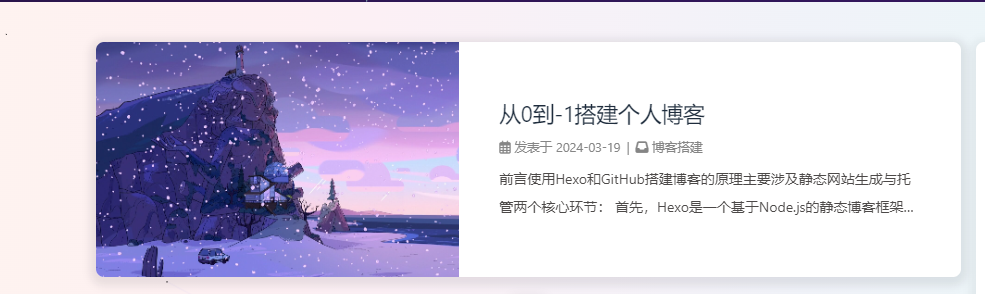 从0到-1搭建个人博客
发表于 2024-03-19 | 博客搭建
前言使用Hexo和GitHub搭建博客的原理主要涉及静态网站生成与托
管两个核心环节： 首先，Hexo是一个基于Node.js的静态博客框架...